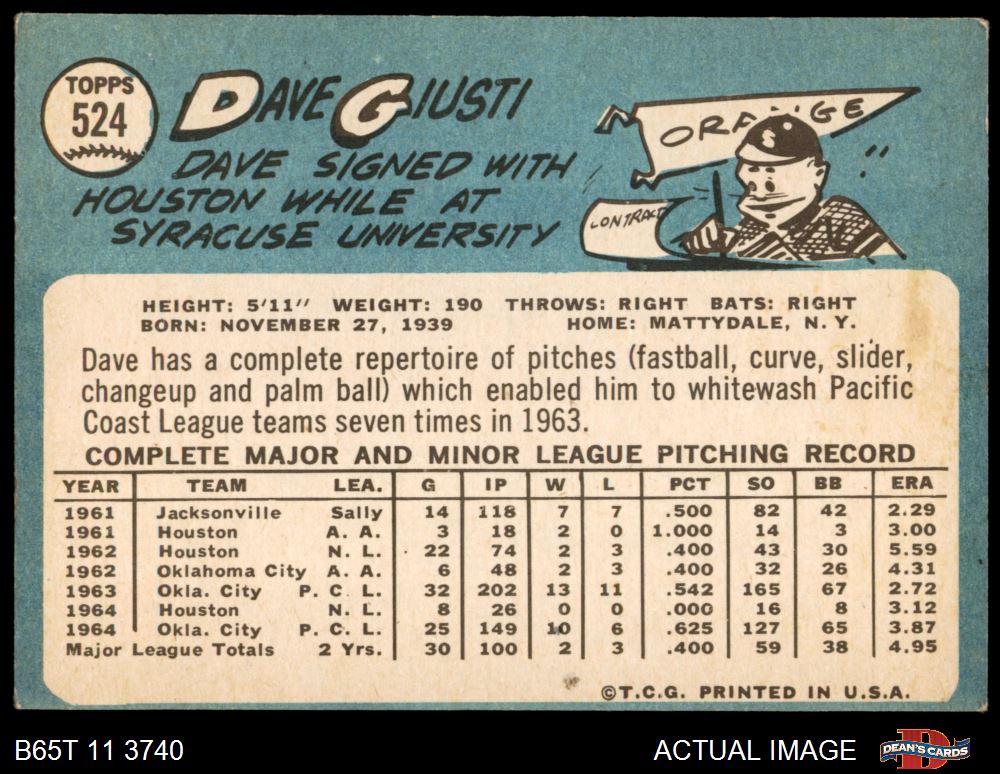 TOPPS
524
DAVE GIUSTI
DAVE SIGNED WITH
HOUSTON WHILE AT
SYRACUSE UNIVERSITY
ORANGE
S
CONTRACT
HEIGHT: 5'11" WEIGHT: 190 THROWS: RIGHT BATS: RIGHT
BORN: NOVEMBER 27, 1939 HOME: MATTYDALE, N. Y.
Dave has a complete repertoire of pitches (fastball, curve, slider,
changeup and palm ball) which enabled him to whitewash Pacific
Coast League teams seven times in 1963.
COMPLETE MAJOR AND MINOR LEAGUE PITCHING RECORD
YEAR TEAM LEA. G IP W L PCT SO BB ERA
1961 Jacksonville Sally 14 118 7 7 .500 82 42 2.29
1961 Houston A. A. 3 18 2 0 1.000 14 3 3.00
1962 Houston N. L. 22 74 2 3 .400 43 30 5.59
1962 Oklahoma City A. A. 6 48 2 3 .400 32 26 4.31
1963 Okla. City P. C. L. 32 202 13 11 .542 165 67 2.72
1964 Houston N. L. 8 26 0 0 .000 16 8 3.12
1964 Okla. City P. C. L. 25 149 10 6 .625 127 65 3.87
Major League Totals 2 Yrs. 30 100 2 3 .400 59 38 4.95
©T.C.G. PRINTED IN U.S.A.
B65T 11 3740 ACTUAL IMAGE DEAN'S CARDS